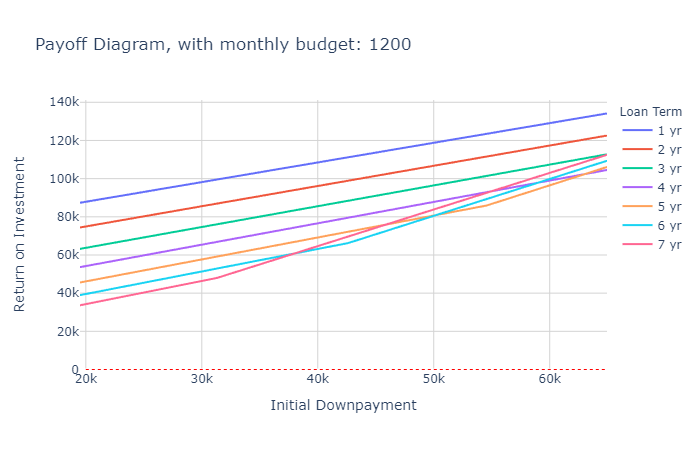 Payoff Diagram, with monthly budget: 1200
Return on Investment
140k
120k
100k
80k
60k
40k
20k
0
20k 30k 40k 50k 60k
Initial Downpayment
Loan Term
1 yr
2 yr
3 yr
4 yr
5 yr
6 yr
7 yr